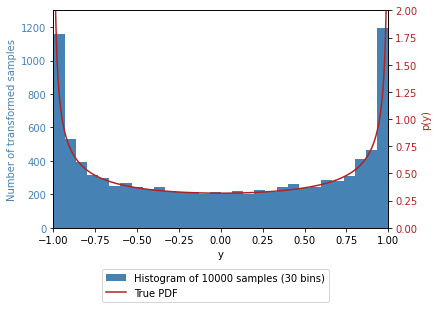 1200
1000
800
600
400
200
0
Number of transformed samples
2.00
1.75
1.50
1.25
1.00
0.75
0.50
0.25
0.00
p(y)
−1.00 −0.75 −0.50 −0.25 0.00 0.25 0.50 0.75 1.00
y
Histogram of 10000 samples (30 bins)
True PDF